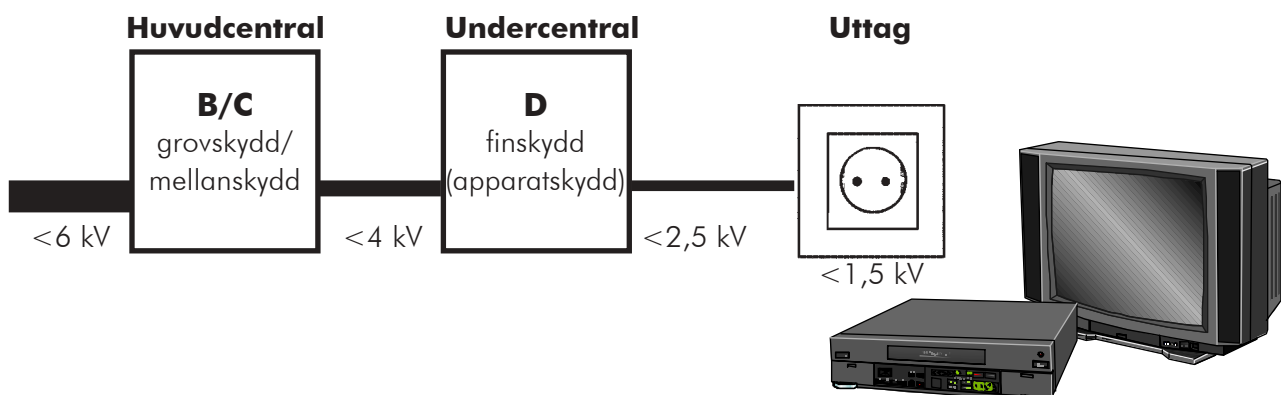 Huvudcentral
Undercentral
Uttag
B/C
grovskydd/
mellanskydd
D
finskydd
(apparatskydd)
<6 kV
<4 kV
<2,5 kV
<1,5 kV